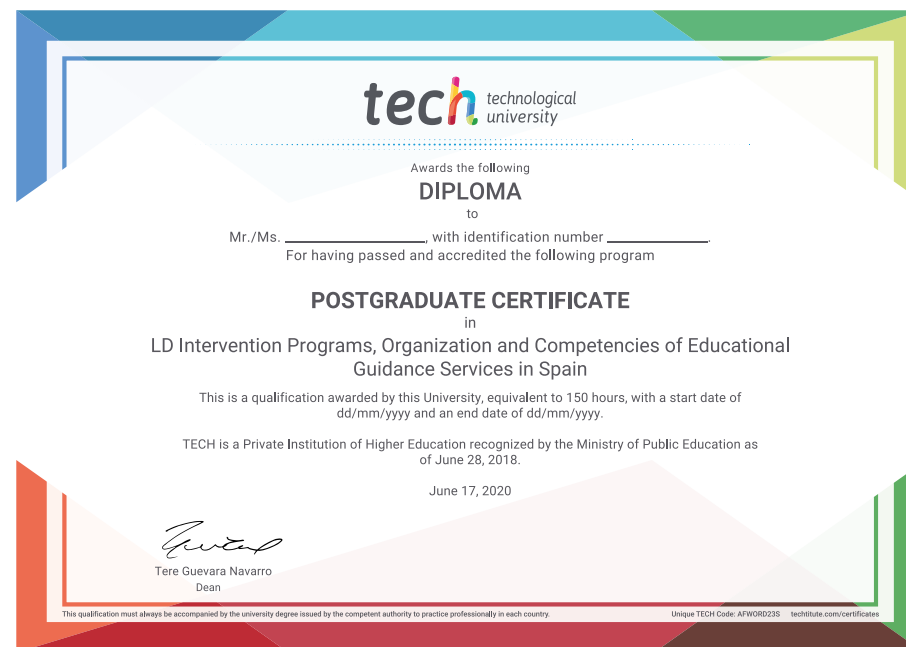 tech technological
university
Awards the following
DIPLOMA
to
Mr./Ms. ____________________, with identification number ______________.
For having passed and accredited the following program
POSTGRADUATE CERTIFICATE
in
LD Intervention Programs, Organization and Competencies of Educational
Guidance Services in Spain
This is a qualification awarded by this University, equivalent to 150 hours, with a start date of
dd/mm/yyyy and an end date of dd/mm/yyyy.
TECH is a Private Institution of Higher Education recognized by the Ministry of Public Education as
of June 28, 2018.
June 17, 2020
Tere Guevara Navarro
Dean
This qualification must always be accompanied by the university degree issued by the competent authority to practice professionally in each country. Unique TECH Code: AFWORD23S techtitute.com/certificates